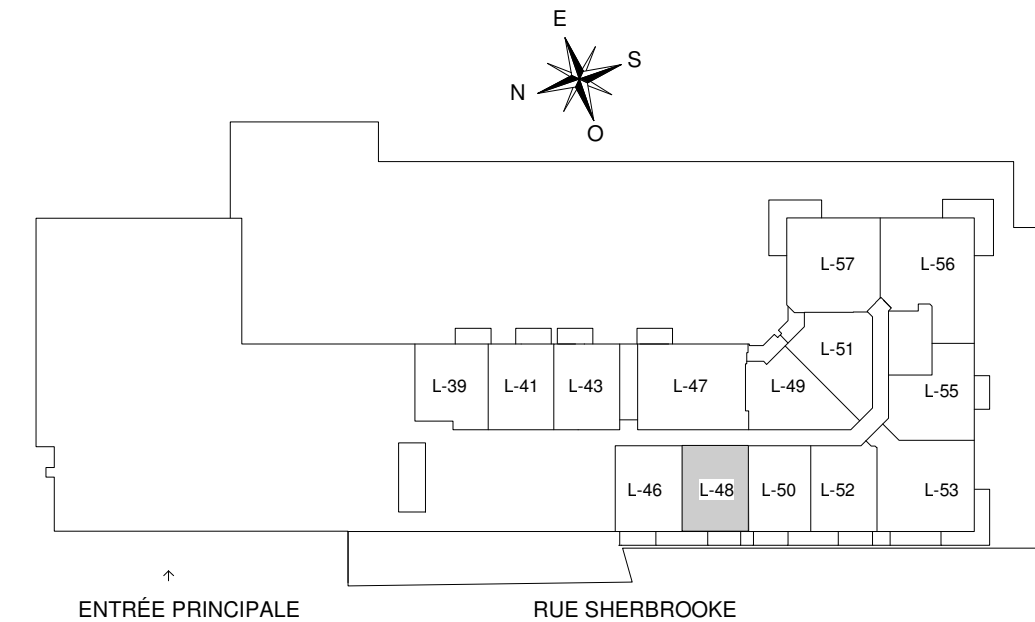 E
S
N
O
L-57
L-56
L-51
L-39
L-41
L-43
L-47
L-49
L-55
L-46
L-48
L-50
L-52
L-53
ENTRÉE PRINCIPALE
RUE SHERBROOKE